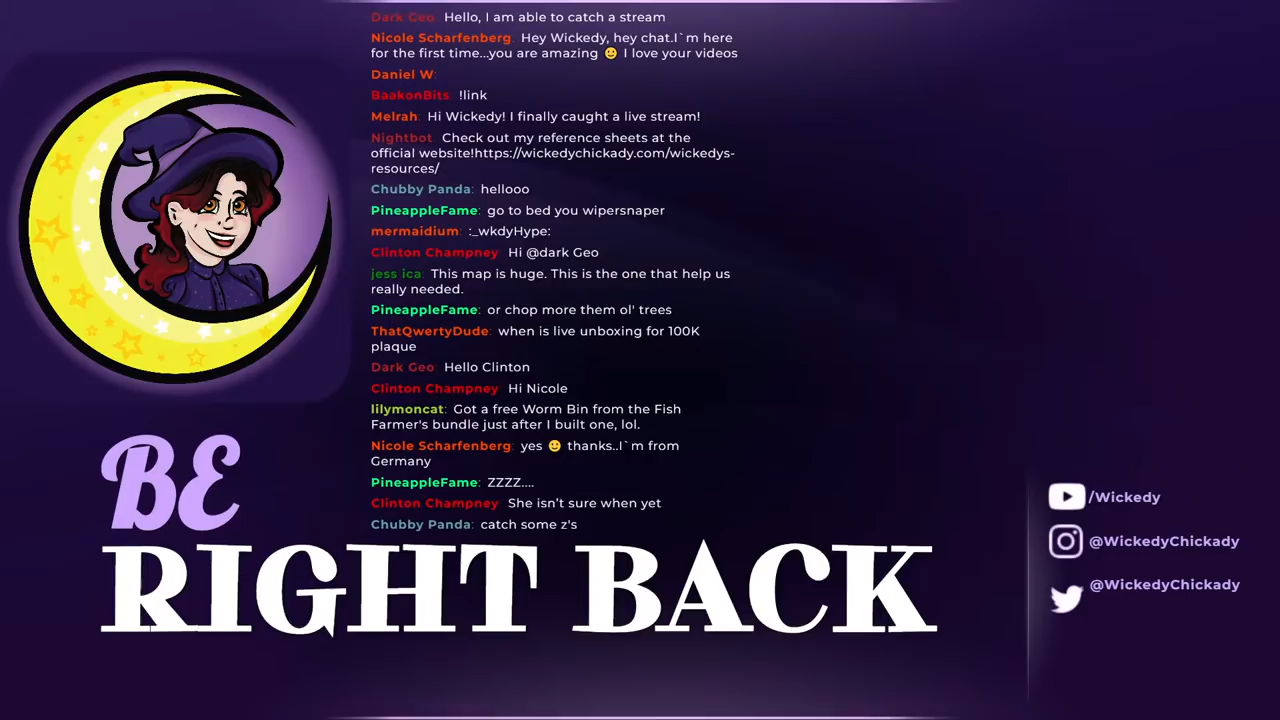 Dark Geo Hello, I am able to catch a stream
Nicole Scharfenberg: Hey Wickedy, hey chat.I`m here
for the first time...you are amazing 🙂 I love your videos
Daniel W:
BaakonBits !link
Melrah: Hi Wickedy! I finally caught a live stream!
Nightbot Check out my reference sheets at the
official website!https://wickedychickady.com/wickedys-
resources/
Chubby Panda: hellooo
PineappleFame: go to bed you wipersnaper
mermaidium: :_wkdyHype:
Clinton Champney Hi @dark Geo
jess ica: This map is huge. This is the one that help us
really needed.
PineappleFame: or chop more them ol' trees
ThatQwertyDude: when is live unboxing for 100K
plaque
Dark Geo: Hello Clinton
Clinton Champney Hi Nicole
lilymoncat: Got a free Worm Bin from the Fish
Farmer's bundle just after I built one, lol.
Nicole Scharfenberg: yes 🙂 thanks..I`m from
Germany
PineappleFame: ZZZZ....
Clinton Champney She isn't sure when yet
Chubby Panda: catch some z's
BE
RIGHT BACK
/Wickedy
@WickedyChickady
@WickedyChickady